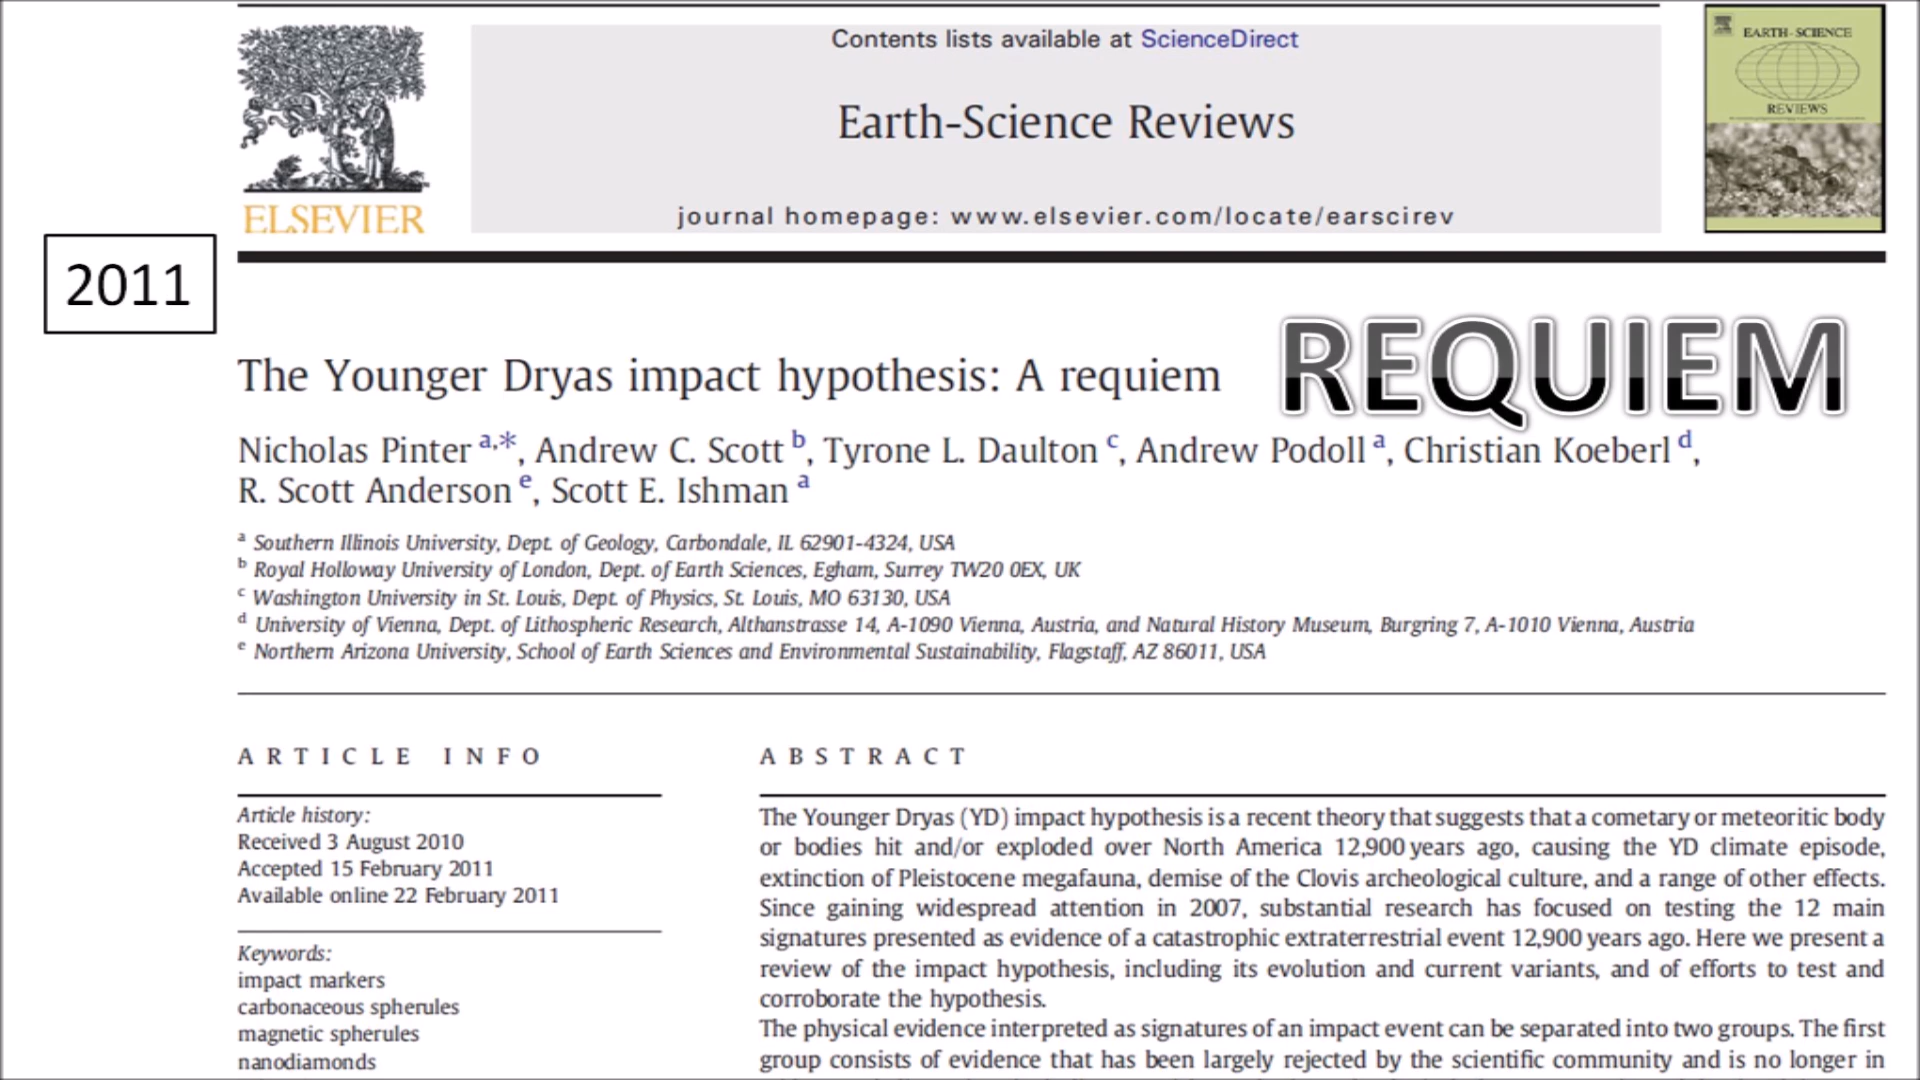 Contents lists available at ScienceDirect
EARTH-SCIENCE
REVIEWS
Earth-Science Reviews
journal homepage: www.elsevier.com/locate/earscirev
ELSEVIER
2011
REQUIEM
The Younger Dryas impact hypothesis: A requiem
Nicholas Pinter a,*, Andrew C. Scott b, Tyrone L. Daulton c, Andrew Podoll a, Christian Koeberl d,
R. Scott Anderson e, Scott E. Ishman a
a Southern Illinois University, Dept. of Geology, Carbondale, IL 62901-4324, USA
b Royal Holloway University of London, Dept. of Earth Sciences, Egham, Surrey TW20 0EX, UK
c Washington University in St. Louis, Dept. of Physics, St. Louis, MO 63130, USA
d University of Vienna, Dept. of Lithospheric Research, Althanstrasse 14, A-1090 Vienna, Austria, and Natural History Museum, Burgring 7, A-1010 Vienna, Austria
e Northern Arizona University, School of Earth Sciences and Environmental Sustainability, Flagstaff, AZ 86011, USA
ARTICLE INFO
Article history:
Received 3 August 2010
Accepted 15 February 2011
Available online 22 February 2011
Keywords:
impact markers
carbonaceous spherules
magnetic spherules
nanodiamonds
ABSTRACT
The Younger Dryas (YD) impact hypothesis is a recent theory that suggests that a cometary or meteoritic body
or bodies hit and/or exploded over North America 12,900 years ago, causing the YD climate episode,
extinction of Pleistocene megafauna, demise of the Clovis archeological culture, and a range of other effects.
Since gaining widespread attention in 2007, substantial research has focused on testing the 12 main
signatures presented as evidence of a catastrophic extraterrestrial event 12,900 years ago. Here we present a
review of the impact hypothesis, including its evolution and current variants, and of efforts to test and
corroborate the hypothesis.
The physical evidence interpreted as signatures of an impact event can be separated into two groups. The first
group consists of evidence that has been largely rejected by the scientific community and is no longer in